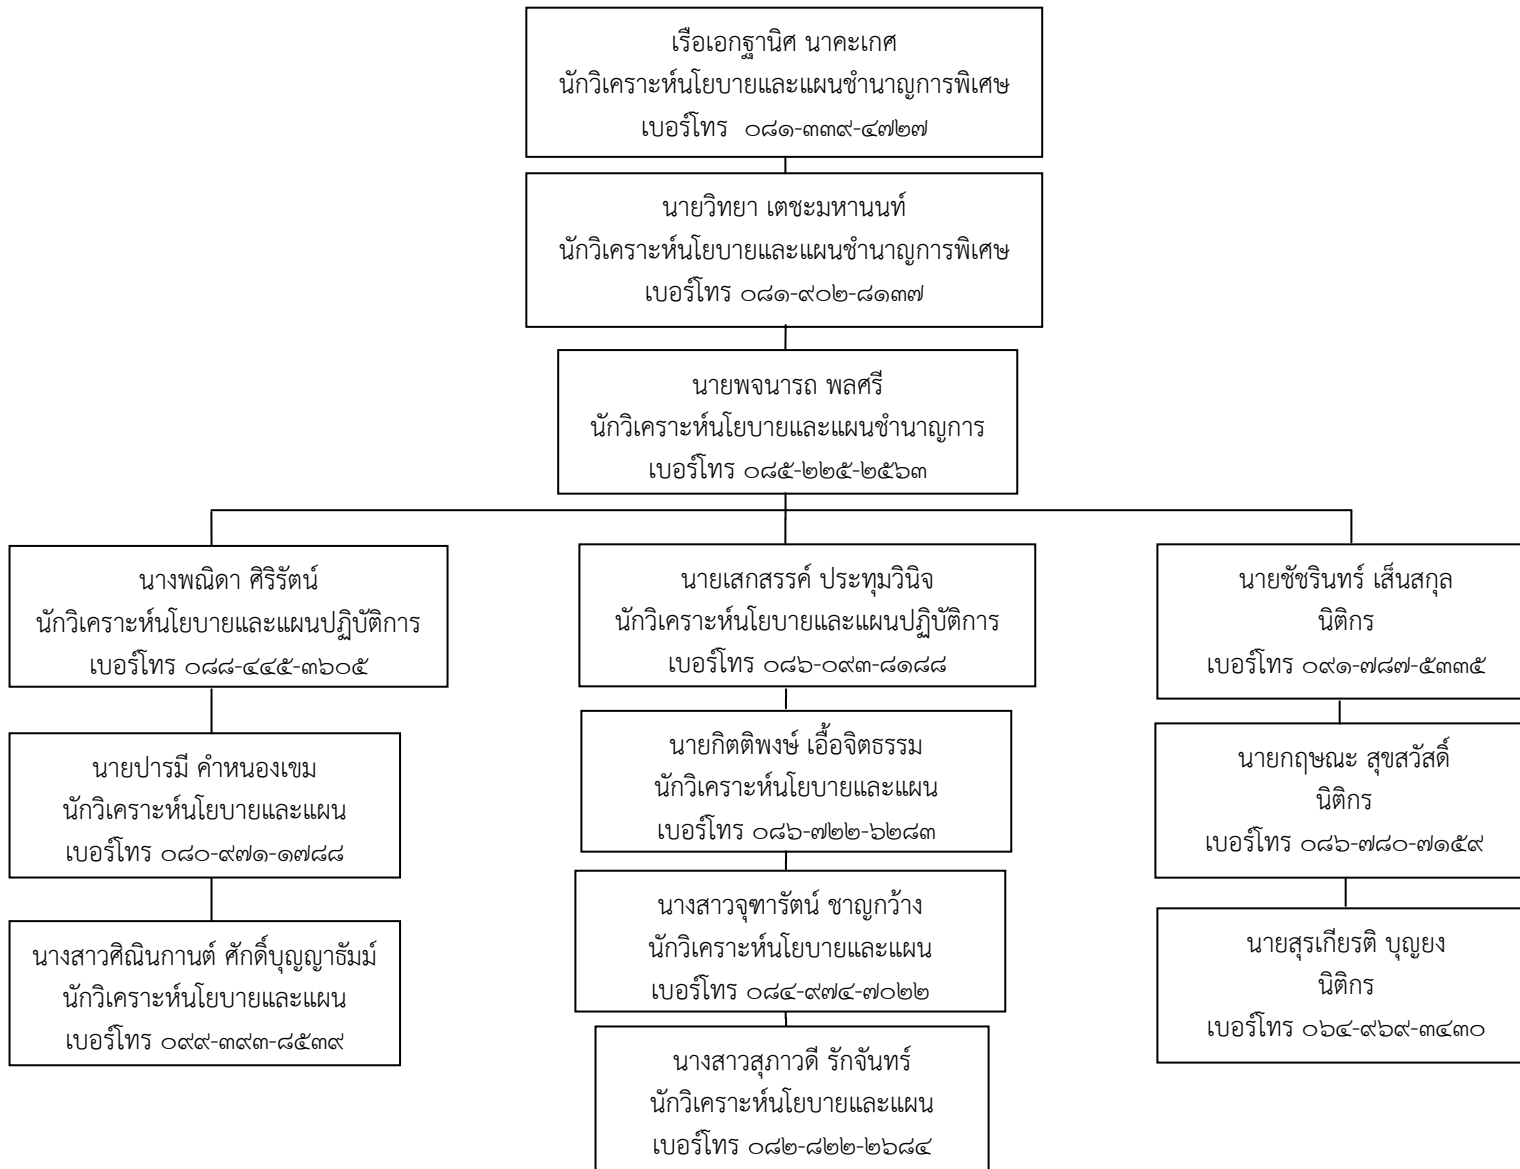 เรือเอกฐานิศ นาคะเกศ
นักวิเคราะห์นโยบายและแผนชำนาญการพิเศษ
เบอร์โทร ๐๘๑-๓๓๙-๔๗๒๗
นายวิทยา เตชะมหานนท์
นักวิเคราะห์นโยบายและแผนชำนาญการพิเศษ
เบอร์โทร ๐๘๑-๙๐๒-๘๑๓๗
นายพจนารถ พลศรี
นักวิเคราะห์นโยบายและแผนชำนาญการ
เบอร์โทร ๐๘๕-๒๒๕-๒๕๖๓
นางพณิดา ศิริรัตน์
นักวิเคราะห์นโยบายและแผนปฏิบัติการ
เบอร์โทร ๐๘๘-๔๔๕-๓๖๐๕
นายปารมี คำหนองเขม
นักวิเคราะห์นโยบายและแผน
เบอร์โทร ๐๘๐-๙๗๑-๑๗๘๘
นางสาวศิณินกานต์ ศักดิ์บุญญาธัมม์
นักวิเคราะห์นโยบายและแผน
เบอร์โทร ๐๙๙-๓๙๓-๘๕๓๙
นายเสกสรรค์ ประทุมวินิจ
นักวิเคราะห์นโยบายและแผนปฏิบัติการ
เบอร์โทร ๐๘๖-๐๙๓-๘๑๘๘
นายกิตติพงษ์ เอื้อจิตธรรม
นักวิเคราะห์นโยบายและแผน
เบอร์โทร ๐๘๖-๗๒๒-๖๒๘๓
นางสาวจุฑารัตน์ ชาญกว้าง
นักวิเคราะห์นโยบายและแผน
เบอร์โทร ๐๘๔-๙๗๔-๗๐๒๒
นางสาวสุภาวดี รักจันทร์
นักวิเคราะห์นโยบายและแผน
เบอร์โทร ๐๘๒-๘๒๒-๒๖๘๔
นายชัชรินทร์ เส็นสกุล
นิติกร
เบอร์โทร ๐๙๑-๗๘๗-๕๓๓๕
นายกฤษณะ สุขสวัสดิ์
นิติกร
เบอร์โทร ๐๘๖-๗๘๐-๗๑๕๙
นายสุรเกียรติ บุญยง
นิติกร
เบอร์โทร ๐๖๔-๙๖๙-๓๔๓๐